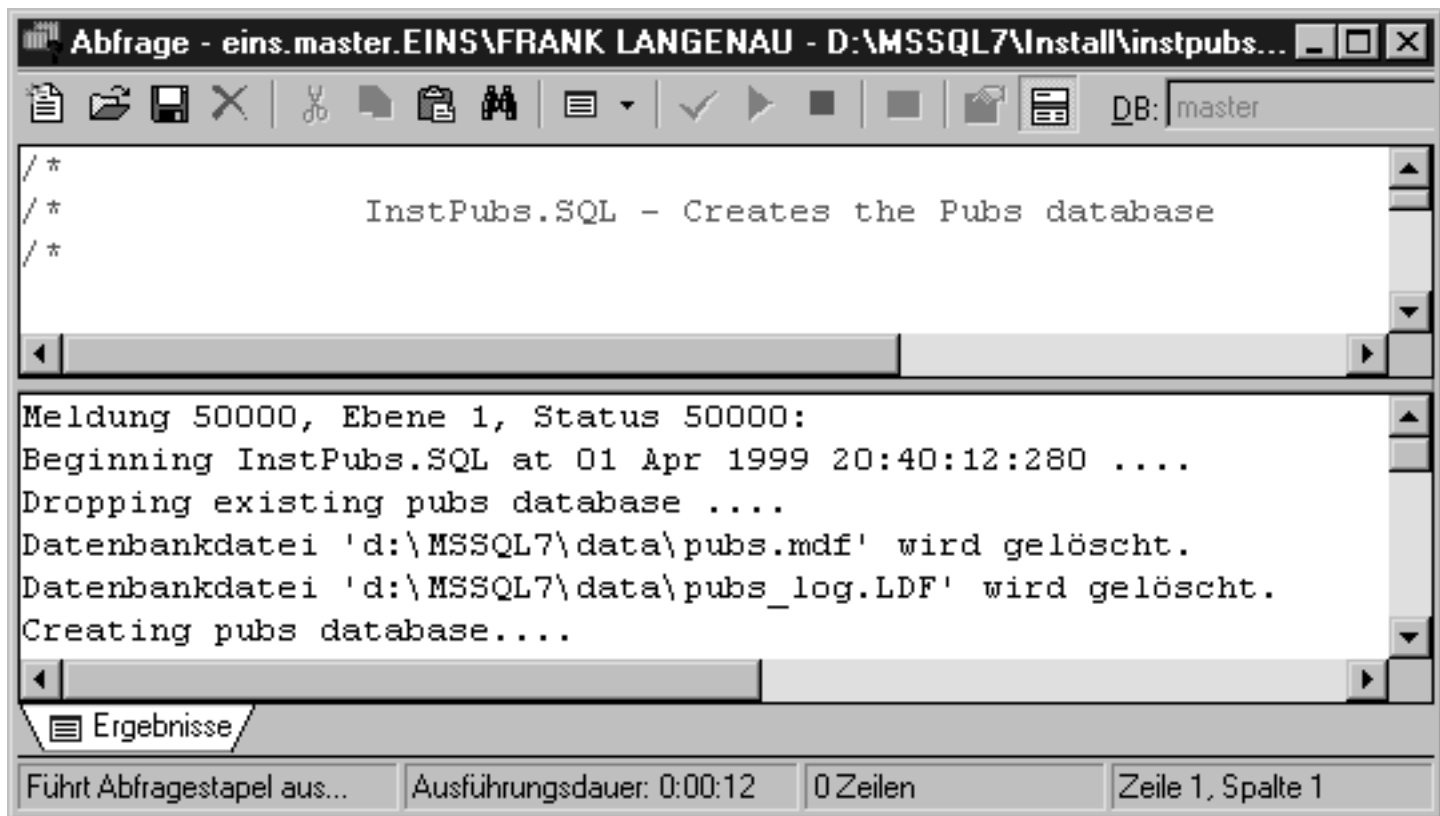 Abfrage - eins.master.EINS\FRANK LANGENAU - D:\MSSQL7\Install\instpubs...
DB: master
/*
/* InstPubs.SQL - Creates the Pubs database
/*
Meldung 50000, Ebene 1, Status 50000:
Beginning InstPubs.SQL at 01 Apr 1999 20:40:12:280 ....
Dropping existing pubs database ....
Datenbankdatei 'd:\MSSQL7\data\pubs.mdf' wird gelöscht.
Datenbankdatei 'd:\MSSQL7\data\pubs_log.LDF' wird gelöscht.
Creating pubs database....
Ergebnisse
Führt Abfragestapel aus... Ausführungsdauer: 0:00:12 0 Zeilen Zeile 1, Spalte 1